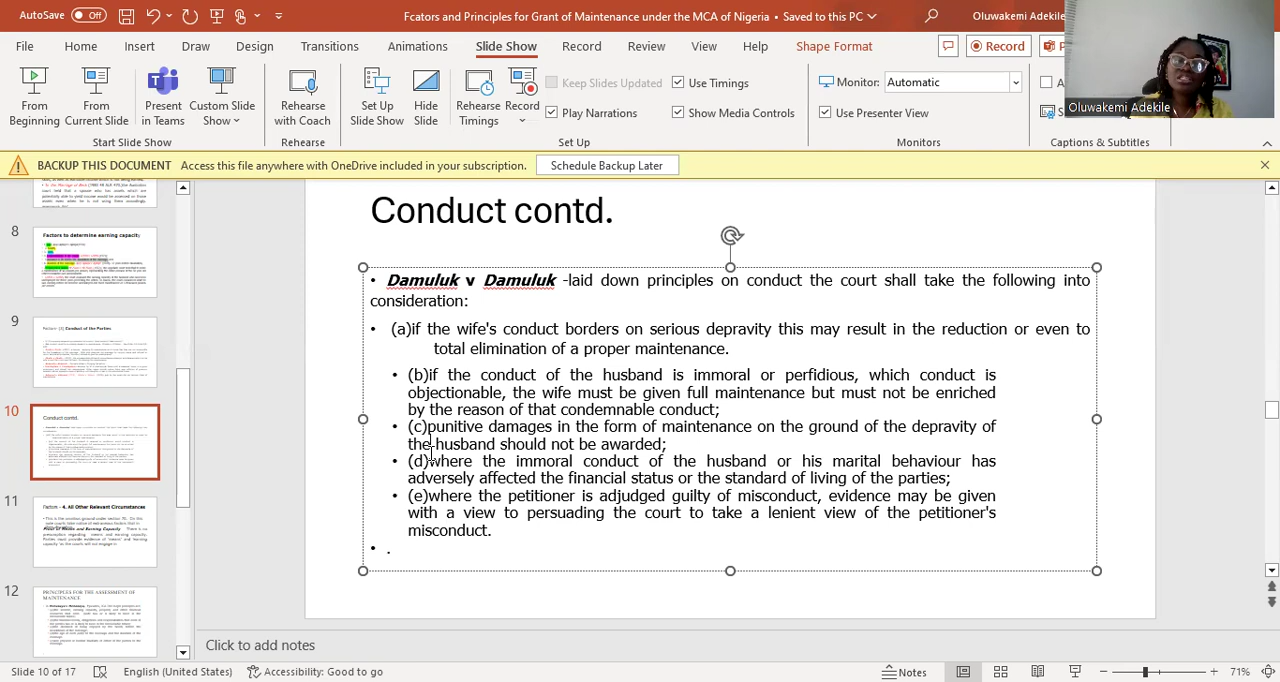 AutoSave Off
Fcators and Principles for Grant of Maintenance under the MCA of Nigeria • Saved to this PC
Oluwakemi Adekile
File Home Insert Draw Design Transitions Animations Slide Show Record Review View Help Shape Format
Record
From Beginning
From Current Slide
Present in Teams
Custom Slide Show
Start Slide Show
Rehearse with Coach
Rehearse
Set Up Slide Show
Hide Slide
Rehearse Timings
Record
Keep Slides Updated
Use Timings
Play Narrations
Show Media Controls
Set Up
Monitor: Automatic
Use Presenter View
Monitors
Captions & Subtitles
Oluwakemi Adekile
BACKUP THIS DOCUMENT Access this file anywhere with OneDrive included in your subscription. Schedule Backup Later
8
Factors to determine earning capacity
9
Factor- (3) Conduct of the Parties.
10
Conduct contd.
11
Factors – 4. All Other Relevant Circumstances
12
PRINCIPLES FOR THE ASSESSMENT OF MAINTENANCE
Conduct contd.
• Damuluk v Damuluk -laid down principles on conduct the court shall take the following into
consideration:
• (a)if the wife's conduct borders on serious depravity this may result in the reduction or even to
total elimination of a proper maintenance.
• (b)if the conduct of the husband is immoral or perfidious, which conduct is
objectionable, the wife must be given full maintenance but must not be enriched
by the reason of that condemnable conduct;
• (c)punitive damages in the form of maintenance on the ground of the depravity of
the husband should not be awarded;
• (d)where the immoral conduct of the husband or his marital behaviour has
adversely affected the financial status or the standard of living of the parties;
• (e)where the petitioner is adjudged guilty of misconduct, evidence may be given
with a view to persuading the court to take a lenient view of the petitioner's
misconduct.
• .
Click to add notes
Slide 10 of 17 English (United States) Accessibility: Good to go Notes 71%